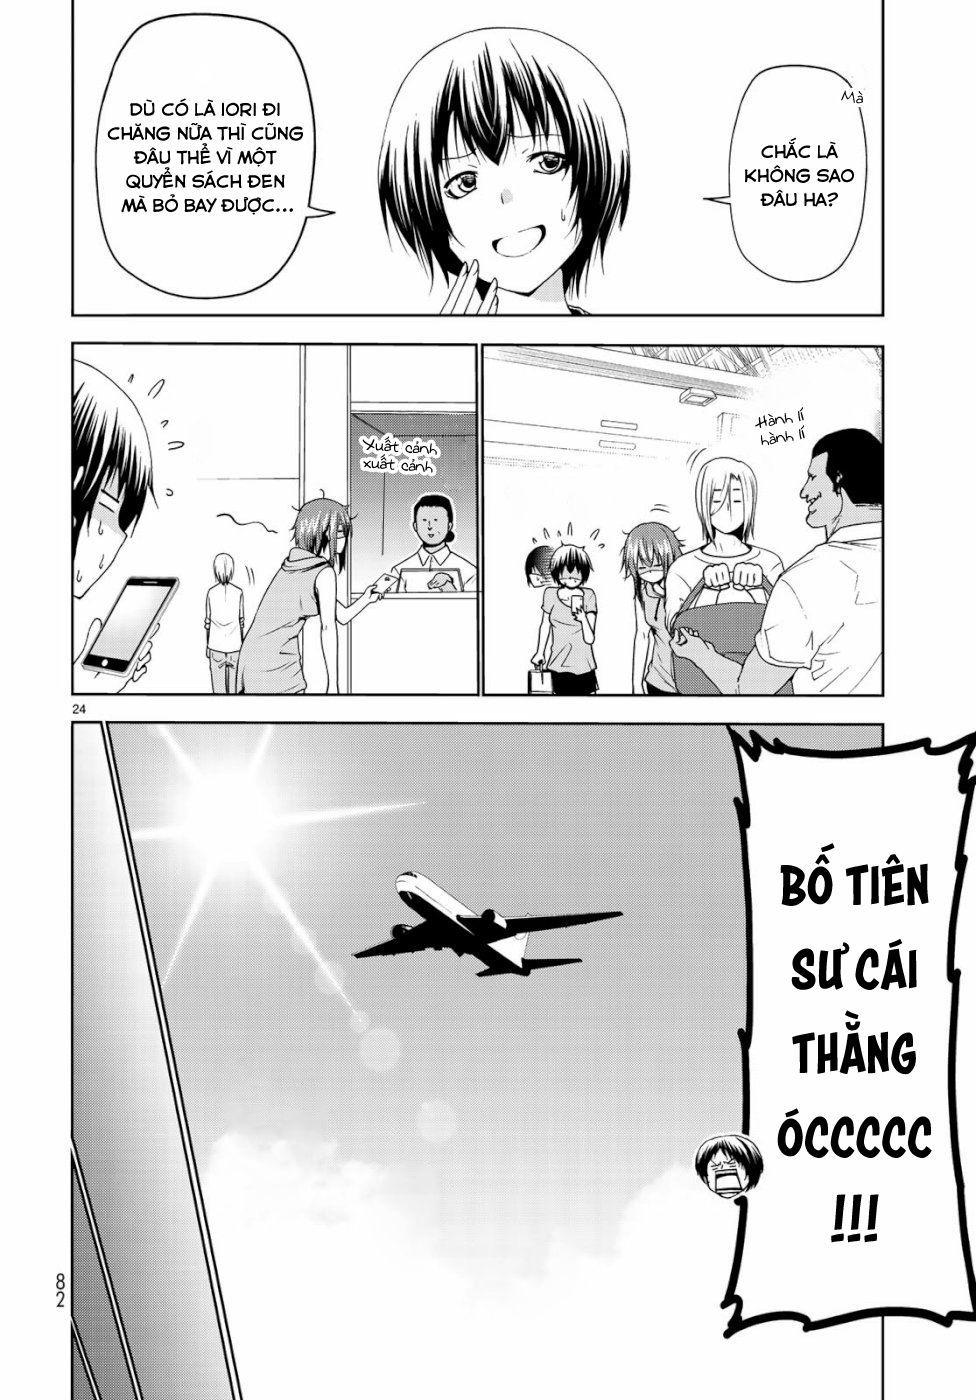 Mà
CHẮC LÀ
KHÔNG SAO
ĐÂU HA?
DÙ CÓ LÀ IORI ĐI
CHĂNG NỮA THÌ CŨNG
ĐÂU THỂ VÌ MỘT
QUYỂN SÁCH ĐEN
MÀ BỎ BAY ĐƯỢC...
Hành lí
hành lí
Xuất cảnh
xuất cảnh
24
BỐ TIÊN
SƯ CÁI
THẰNG
ÓCCCCC
!!!
82